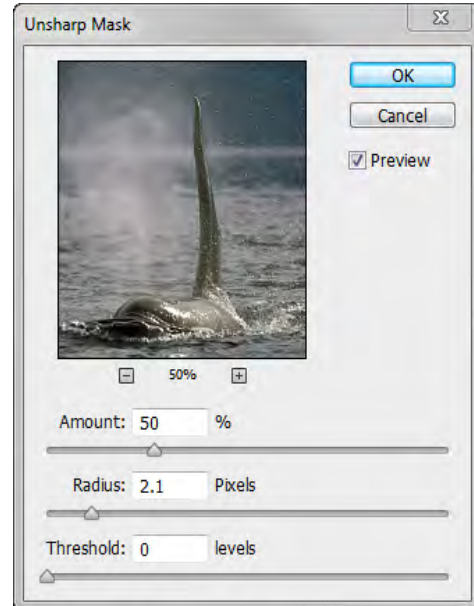 Unsharp Mask
OK
Cancel
Preview
50%
Amount: 50 %
Radius: 2.1 Pixels
Threshold: 0 levels